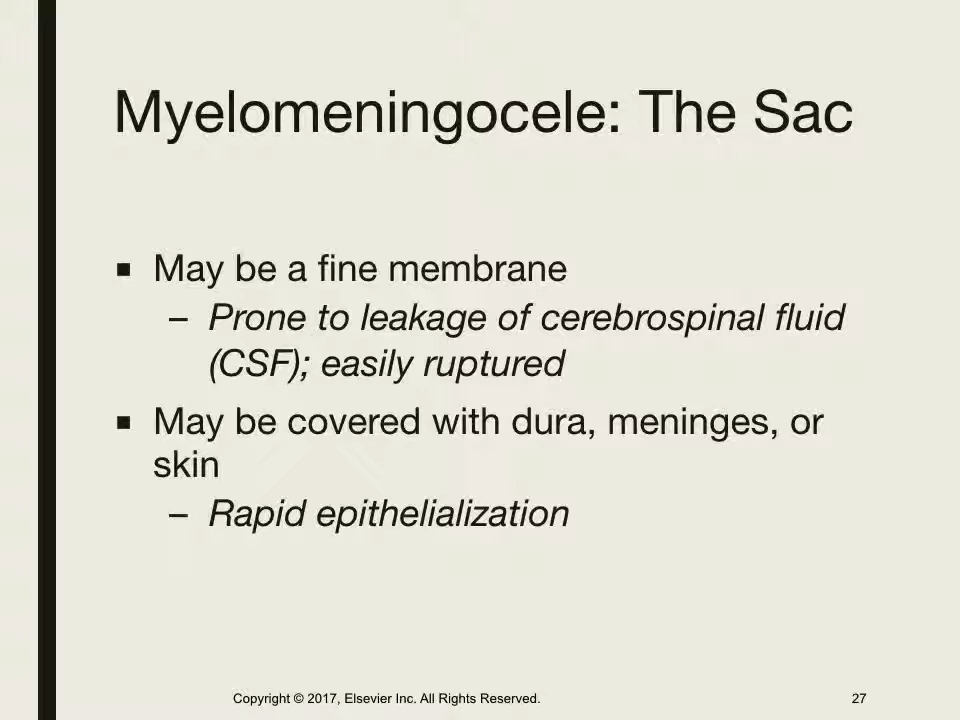 Myelomeningocele: The Sac
■ May be a fine membrane
– Prone to leakage of cerebrospinal fluid
(CSF); easily ruptured
■ May be covered with dura, meninges, or
skin
– Rapid epithelialization
Copyright © 2017, Elsevier Inc. All Rights Reserved.
27